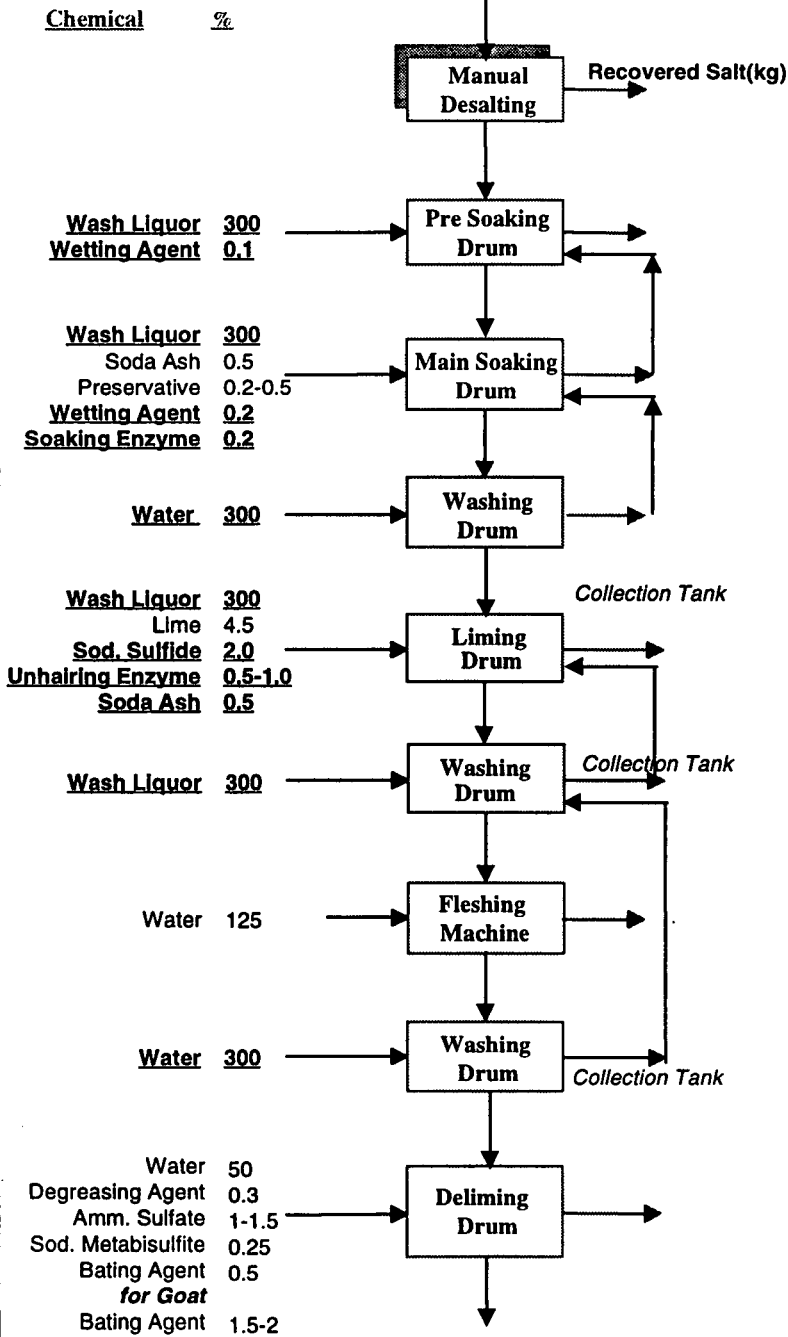 Chemical %
Manual
Desalting
Recovered Salt(kg)
Wash Liquor 300
Wetting Agent 0.1
Pre Soaking
Drum
Wash Liquor 300
Soda Ash 0.5
Preservative 0.2-0.5
Wetting Agent 0.2
Soaking Enzyme 0.2
Main Soaking
Drum
Water 300
Washing
Drum
Collection Tank
Wash Liquor 300
Lime 4.5
Sod. Sulfide 2.0
Unhairing Enzyme 0.5-1.0
Soda Ash 0.5
Liming
Drum
Wash Liquor 300
Washing
Drum
Collection Tank
Water 125
Fleshing
Machine
Water 300
Washing
Drum
Collection Tank
Water 50
Degreasing Agent 0.3
Amm. Sulfate 1-1.5
Sod. Metabisulfite 0.25
Bating Agent 0.5
for Goat
Bating Agent 1.5-2
Deliming
Drum